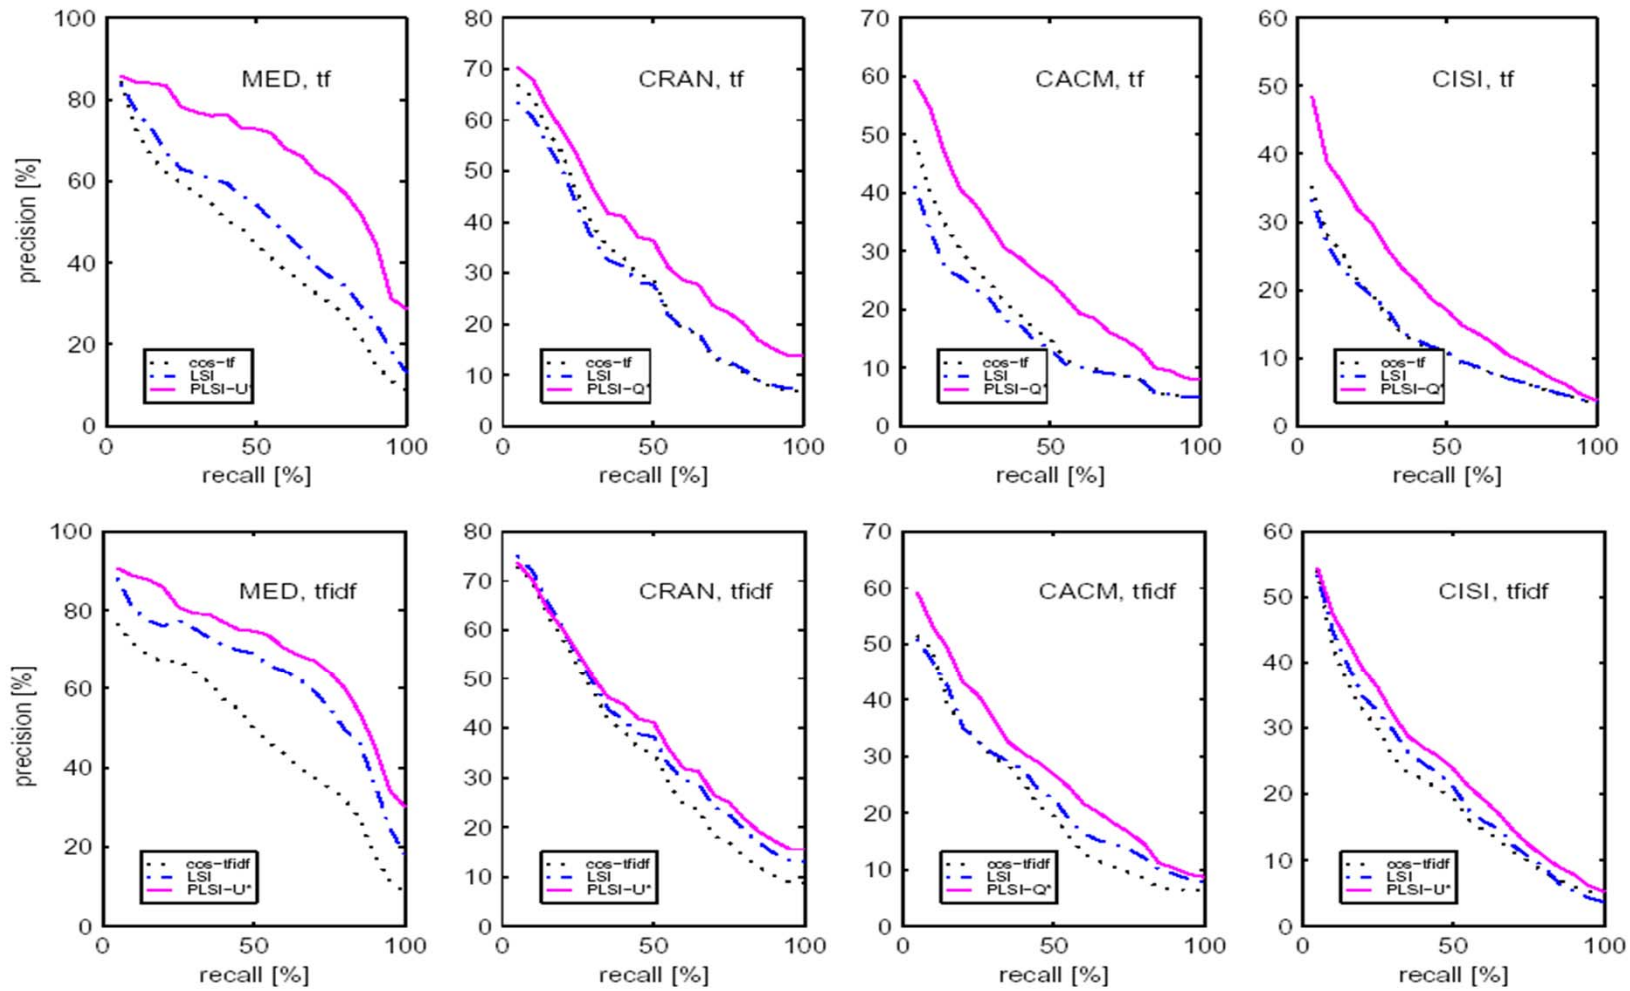 100
80
60
40
20
0
0
50
100
precision [%]
recall [%]
MED, tf
cos-tf
LSI
PLSI-U*
80
70
60
50
40
30
20
10
0
0
50
100
recall [%]
CRAN, tf
cos-tf
LSI
PLSI-Q*
70
60
50
40
30
20
10
0
0
50
100
recall [%]
CACM, tf
cos-tf
LSI
PLSI-Q*
60
50
40
30
20
10
0
0
50
100
recall [%]
CISI, tf
cos-tf
LSI
PLSI-Q*
100
80
60
40
20
0
0
50
100
precision [%]
recall [%]
MED, tfidf
cos-tfidf
LSI
PLSI-U*
80
70
60
50
40
30
20
10
0
0
50
100
recall [%]
CRAN, tfidf
cos-tfidf
LSI
PLSI-U*
70
60
50
40
30
20
10
0
0
50
100
recall [%]
CACM, tfidf
cos-tfidf
LSI
PLSI-Q*
60
50
40
30
20
10
0
0
50
100
recall [%]
CISI, tfidf
cos-tfidf
LSI
PLSI-U*